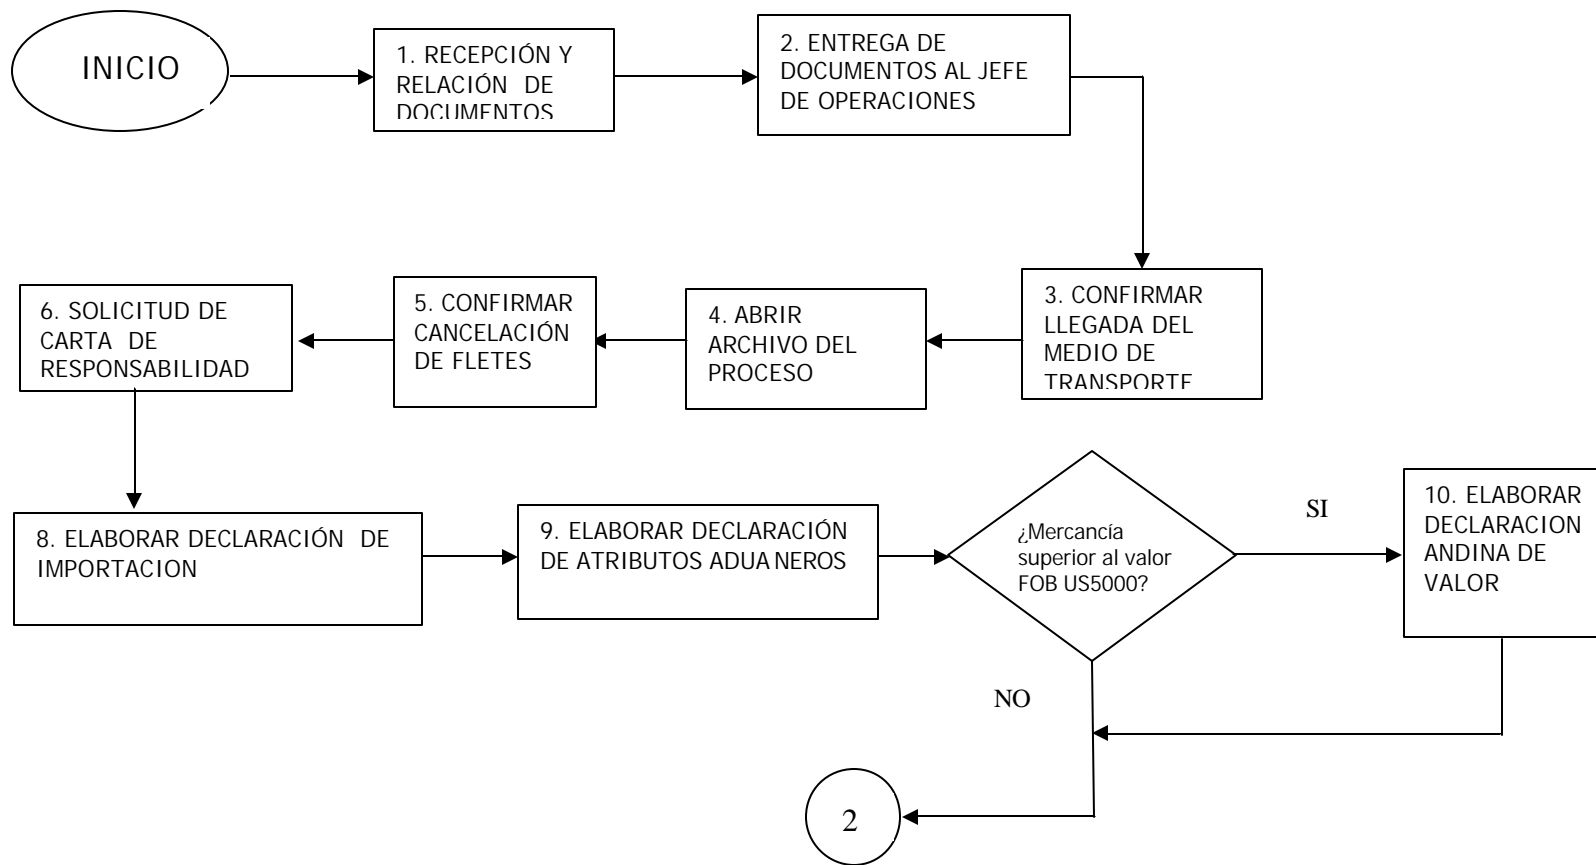 INICIO
1. RECEPCIÓN Y
RELACIÓN DE
DOCUMENTOS
2. ENTREGA DE
DOCUMENTOS AL JEFE
DE OPERACIONES
3. CONFIRMAR
LLEGADA DEL
MEDIO DE
TRANSPORTE
4. ABRIR
ARCHIVO DEL
PROCESO
5. CONFIRMAR
CANCELACIÓN
DE FLETES
6. SOLICITUD DE
CARTA DE
RESPONSABILIDAD
8. ELABORAR DECLARACIÓN DE
IMPORTACION
9. ELABORAR DECLARACIÓN
DE ATRIBUTOS ADUANEROS
¿Mercancía
superior al valor
FOB US5000?
SI
10. ELABORAR
DECLARACION
ANDINA DE
VALOR
NO
2